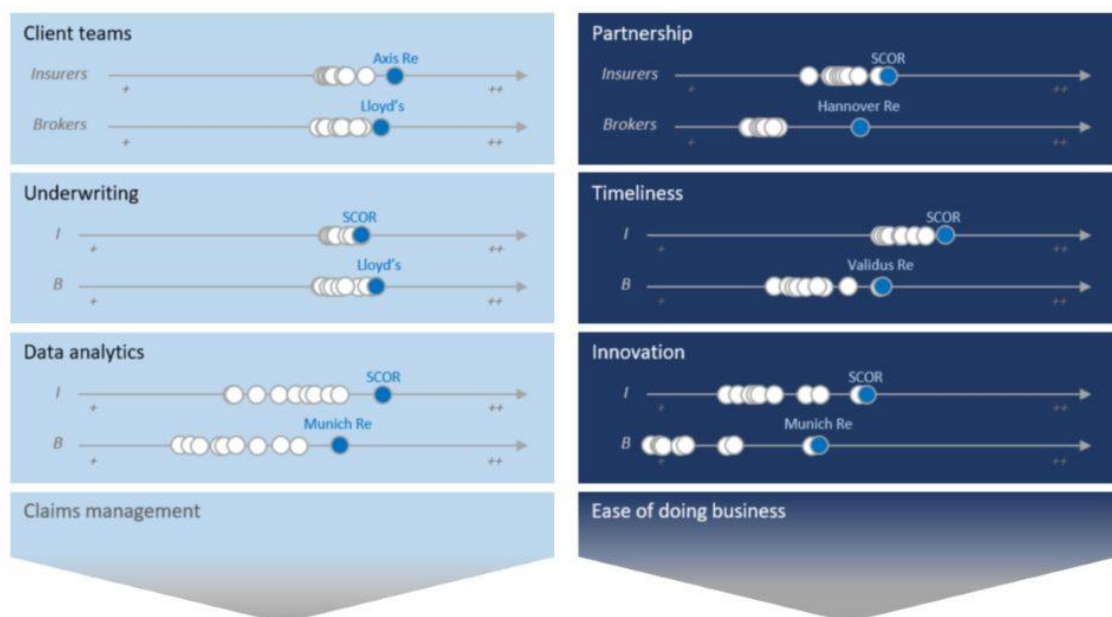 Client teams
Axis Re
Insurers
+
++
Lloyd's
Brokers
+
++
Underwriting
SCOR
I
+
++
Lloyd's
B
+
++
Data analytics
SCOR
I
+
++
Munich Re
B
+
++
Claims management
Partnership
SCOR
Insurers
+
++
Hannover Re
Brokers
+
++
Timeliness
SCOR
I
+
++
Validus Re
B
+
++
Innovation
SCOR
I
+
++
Munich Re
B
+
++
Ease of doing business